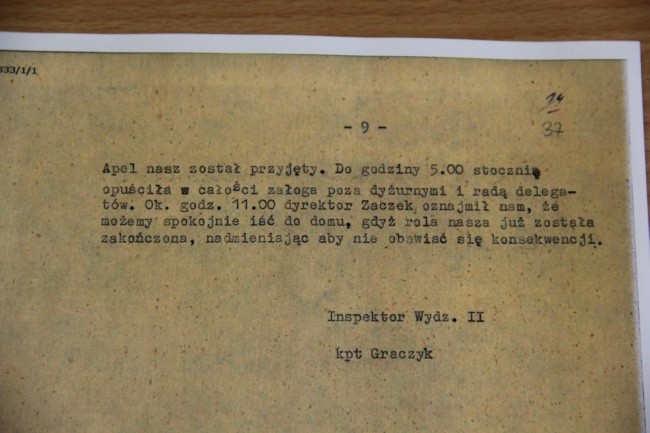 333/1/1
- 9 -
37
Apel nasz został przyjęty. Do godziny 5.00 stocznię
opuściła w całości załoga poza dyżurnymi i radą delega-
tów. Ok. godz. 11.00 dyrektor Zaczek oznajmił nam, że
możemy spokojnie iść do domu, gdyż rola nasza już została
zakończona, nadmieniając aby nie obawiać się konsekwencji.
Inspektor Wydz. II
kpt Graczyk